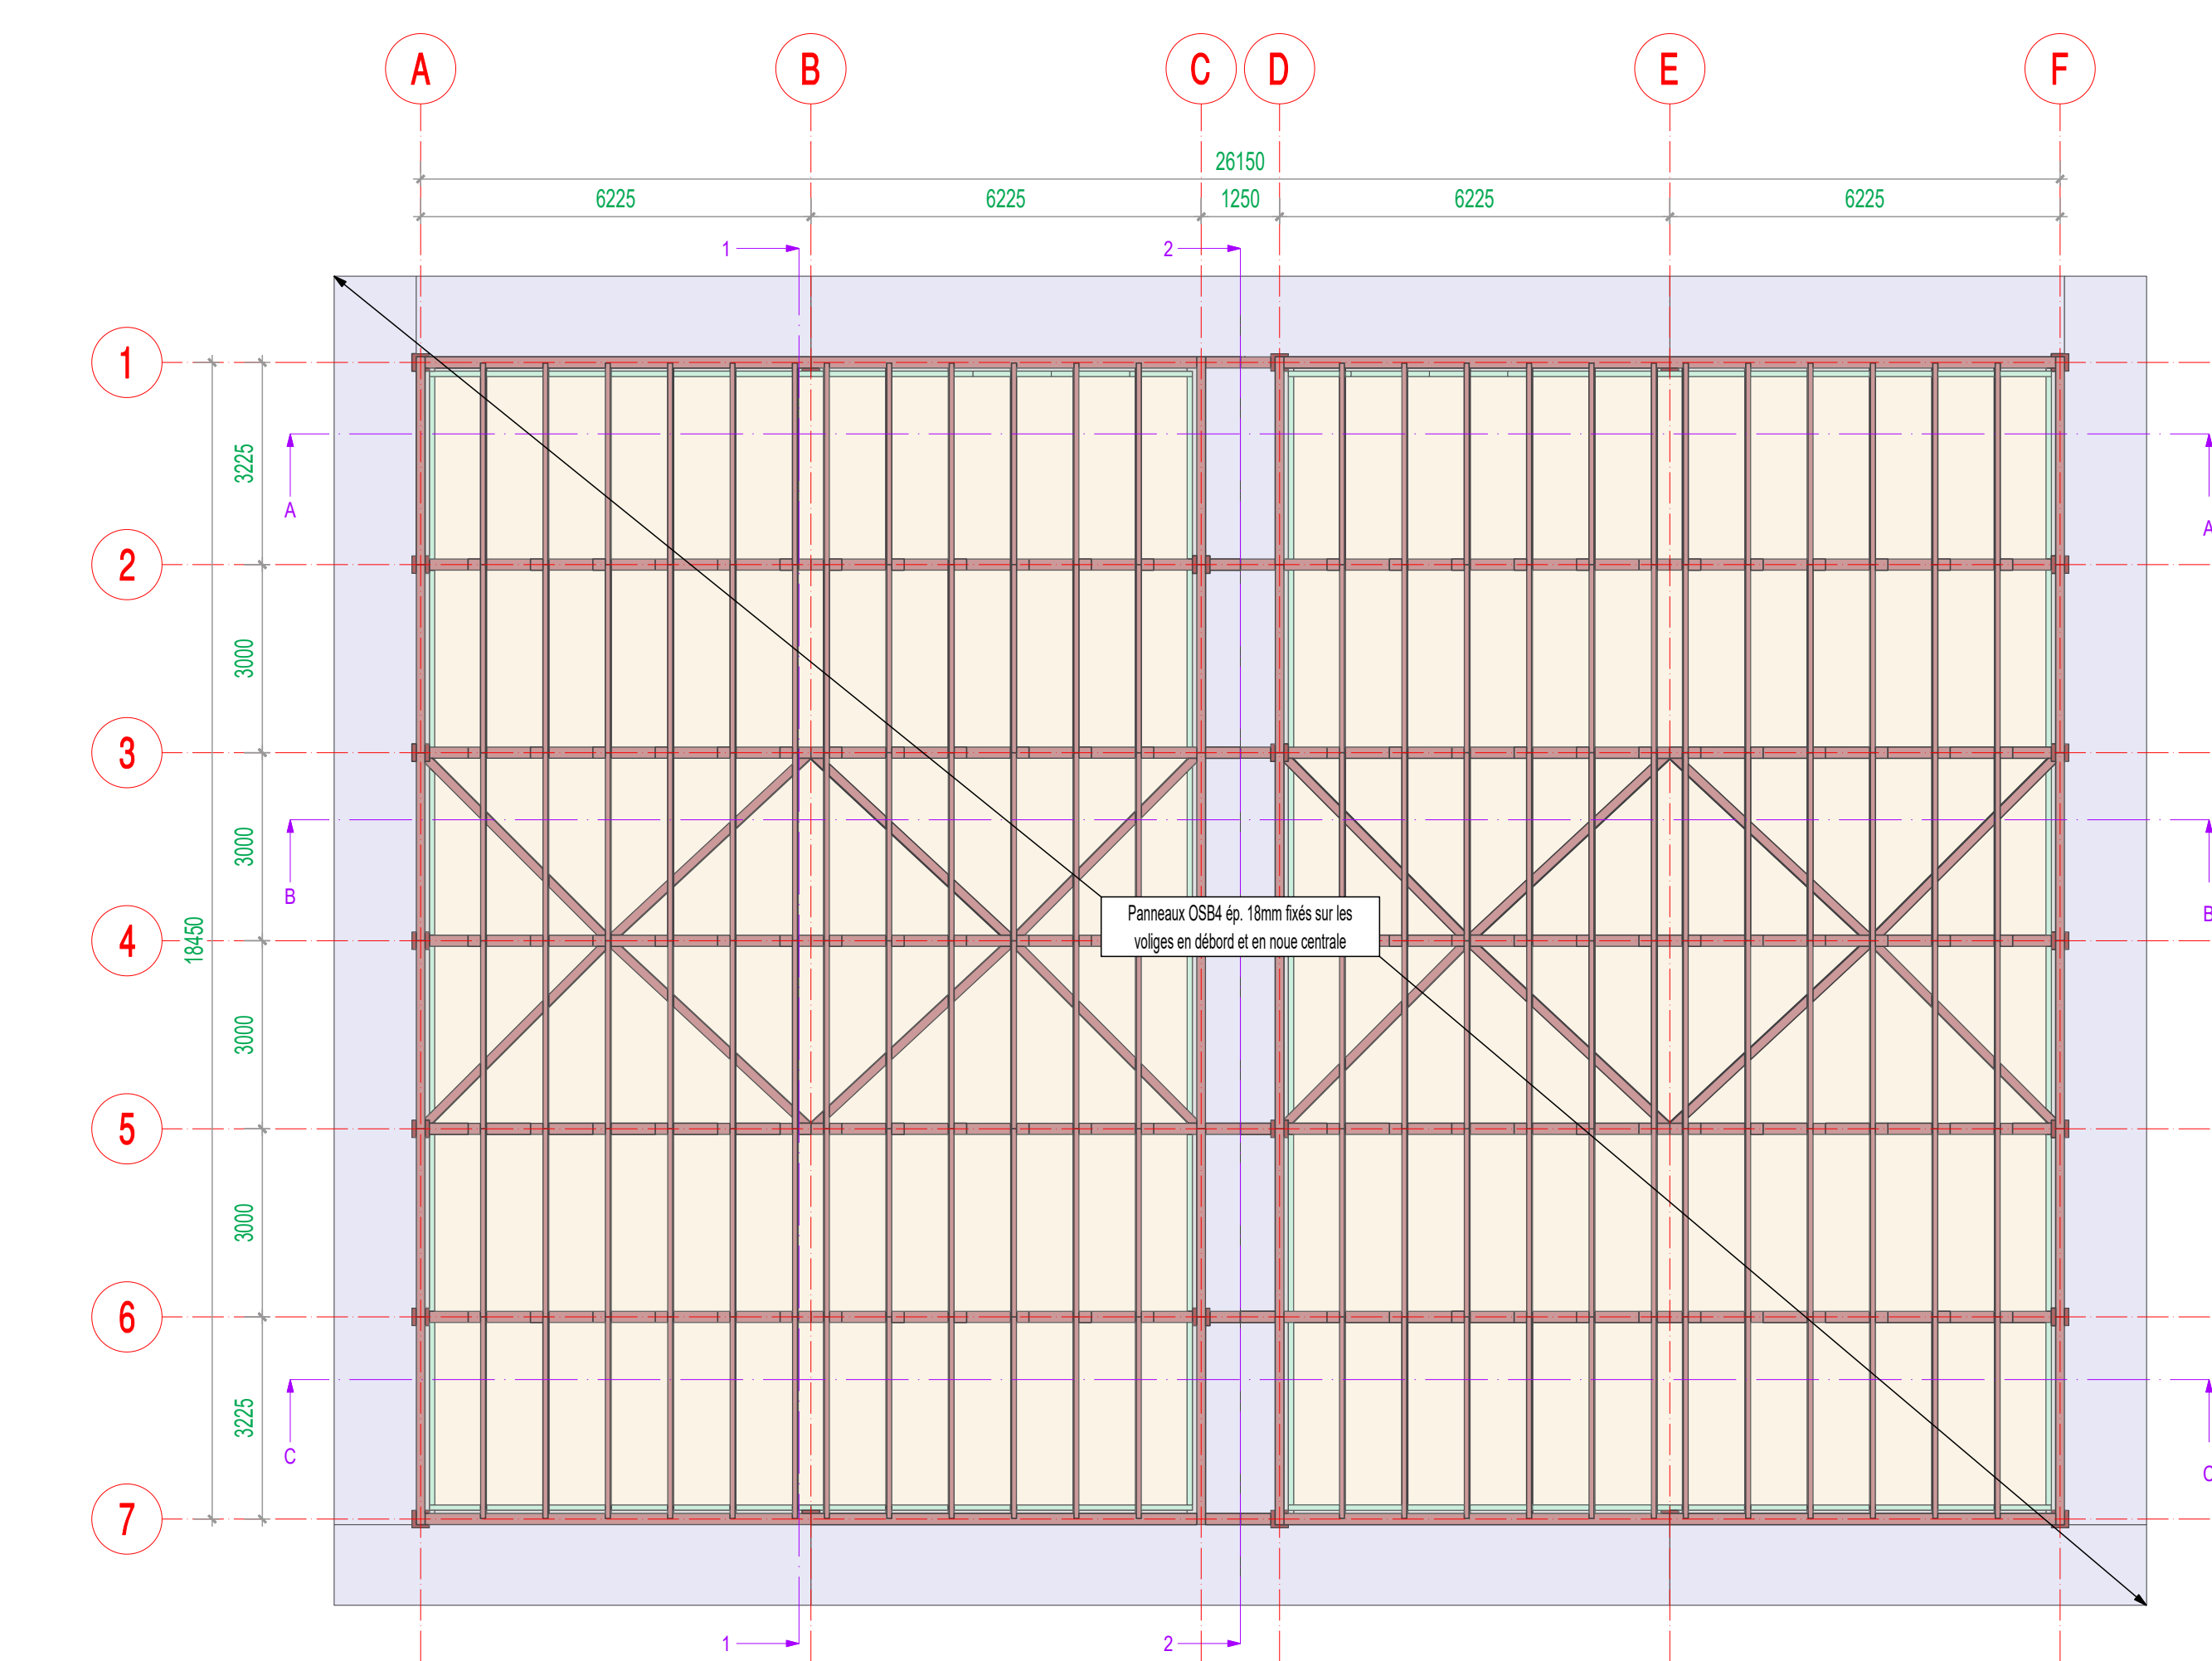 A B C D E F
26150
6225 6225 1250 6225 6225
1 2
1
3225
A A
2
3000
3
3000
B B
4
18450
Panneaux OSB4 ép. 18mm fixés sur les
voliges en débord et en noue centrale
3000
5
3000
6
3225
C C
7
1 2